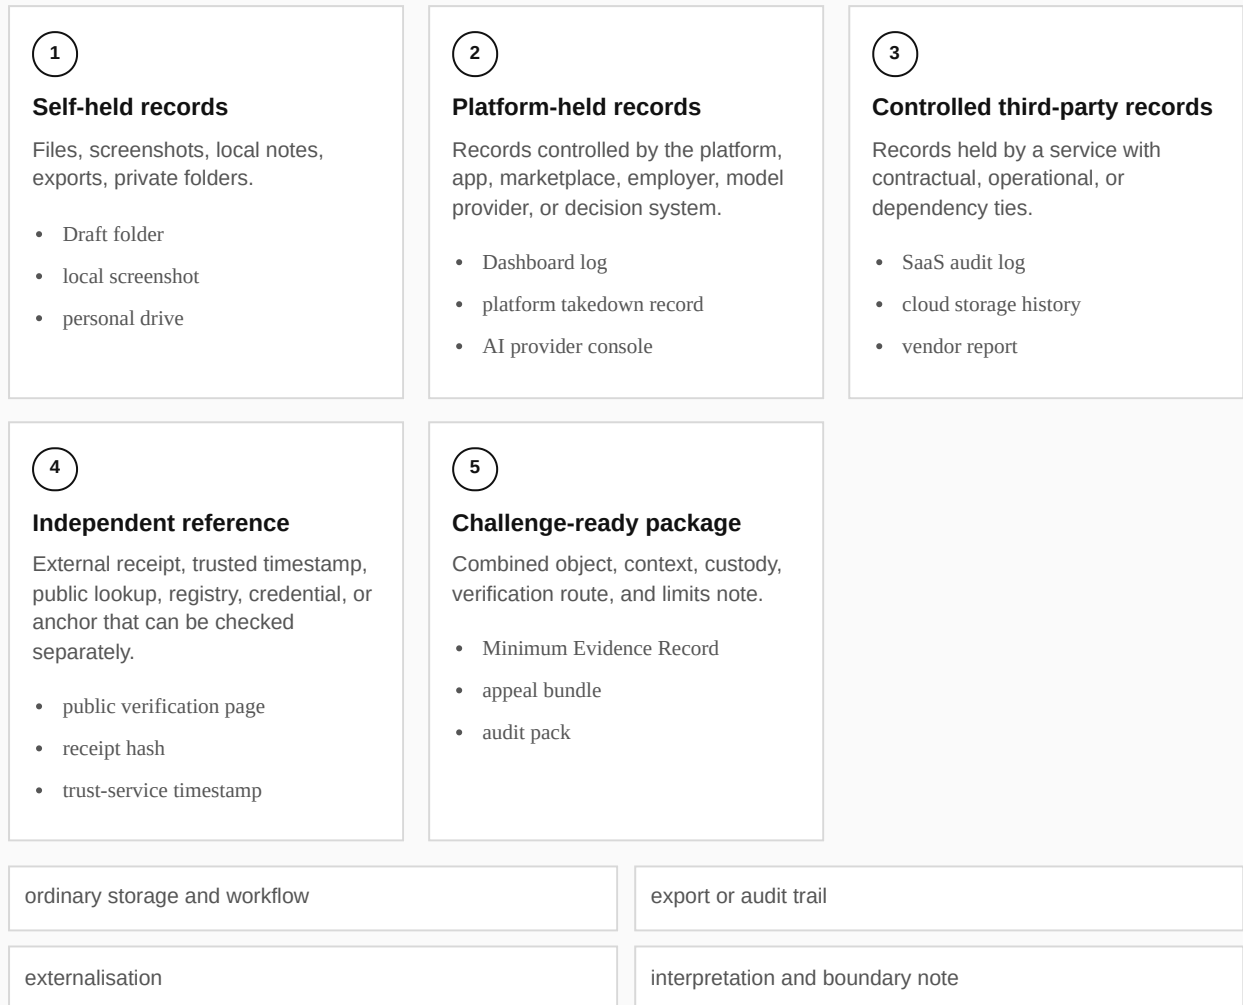 1
Self-held records
Files, screenshots, local notes,
exports, private folders.
• Draft folder
• local screenshot
• personal drive
2
Platform-held records
Records controlled by the platform,
app, marketplace, employer, model
provider, or decision system.
• Dashboard log
• platform takedown record
• AI provider console
3
Controlled third-party records
Records held by a service with
contractual, operational, or
dependency ties.
• SaaS audit log
• cloud storage history
• vendor report
4
Independent reference
External receipt, trusted timestamp,
public lookup, registry, credential, or
anchor that can be checked
separately.
• public verification page
• receipt hash
• trust-service timestamp
5
Challenge-ready package
Combined object, context, custody,
verification route, and limits note.
• Minimum Evidence Record
• appeal bundle
• audit pack
ordinary storage and workflow
export or audit trail
externalisation
interpretation and boundary note